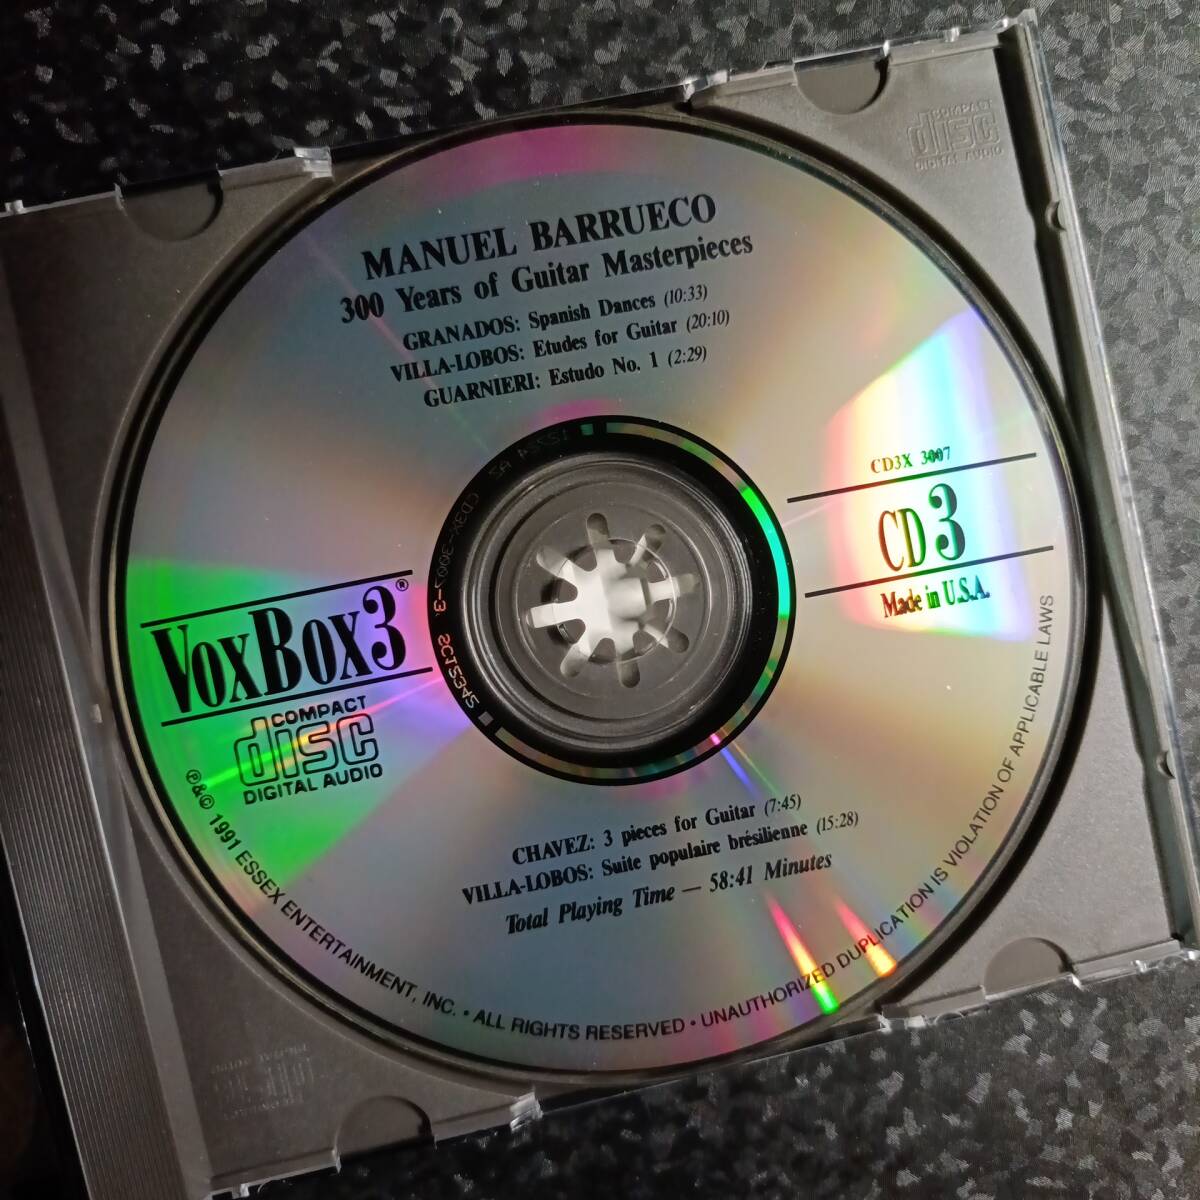 MANUEL BARRUECO
300 Years of Guitar Masterpieces
GRANADOS: Spanish Dances (10:33)
VILLA-LOBOS: Etudes for Guitar (20:10)
GUARNIERI: Estudo No. 1 (2:29)
CD3X 3007
CD 3
Made in U.S.A.
VOXBOX3®
COMPACT
disc
DIGITAL AUDIO
CHAVEZ: 3 pieces for Guitar (7:45)
VILLA-LOBOS: Suite populaire brésilienne (15:28)
Total Playing Time — 58:41 Minutes
℗&© 1991 ESSEX ENTERTAINMENT, INC. • ALL RIGHTS RESERVED • UNAUTHORIZED DUPLICATION IS VIOLATION OF APPLICABLE LAWS
COMPACT
disc
DIGITAL AUDIO